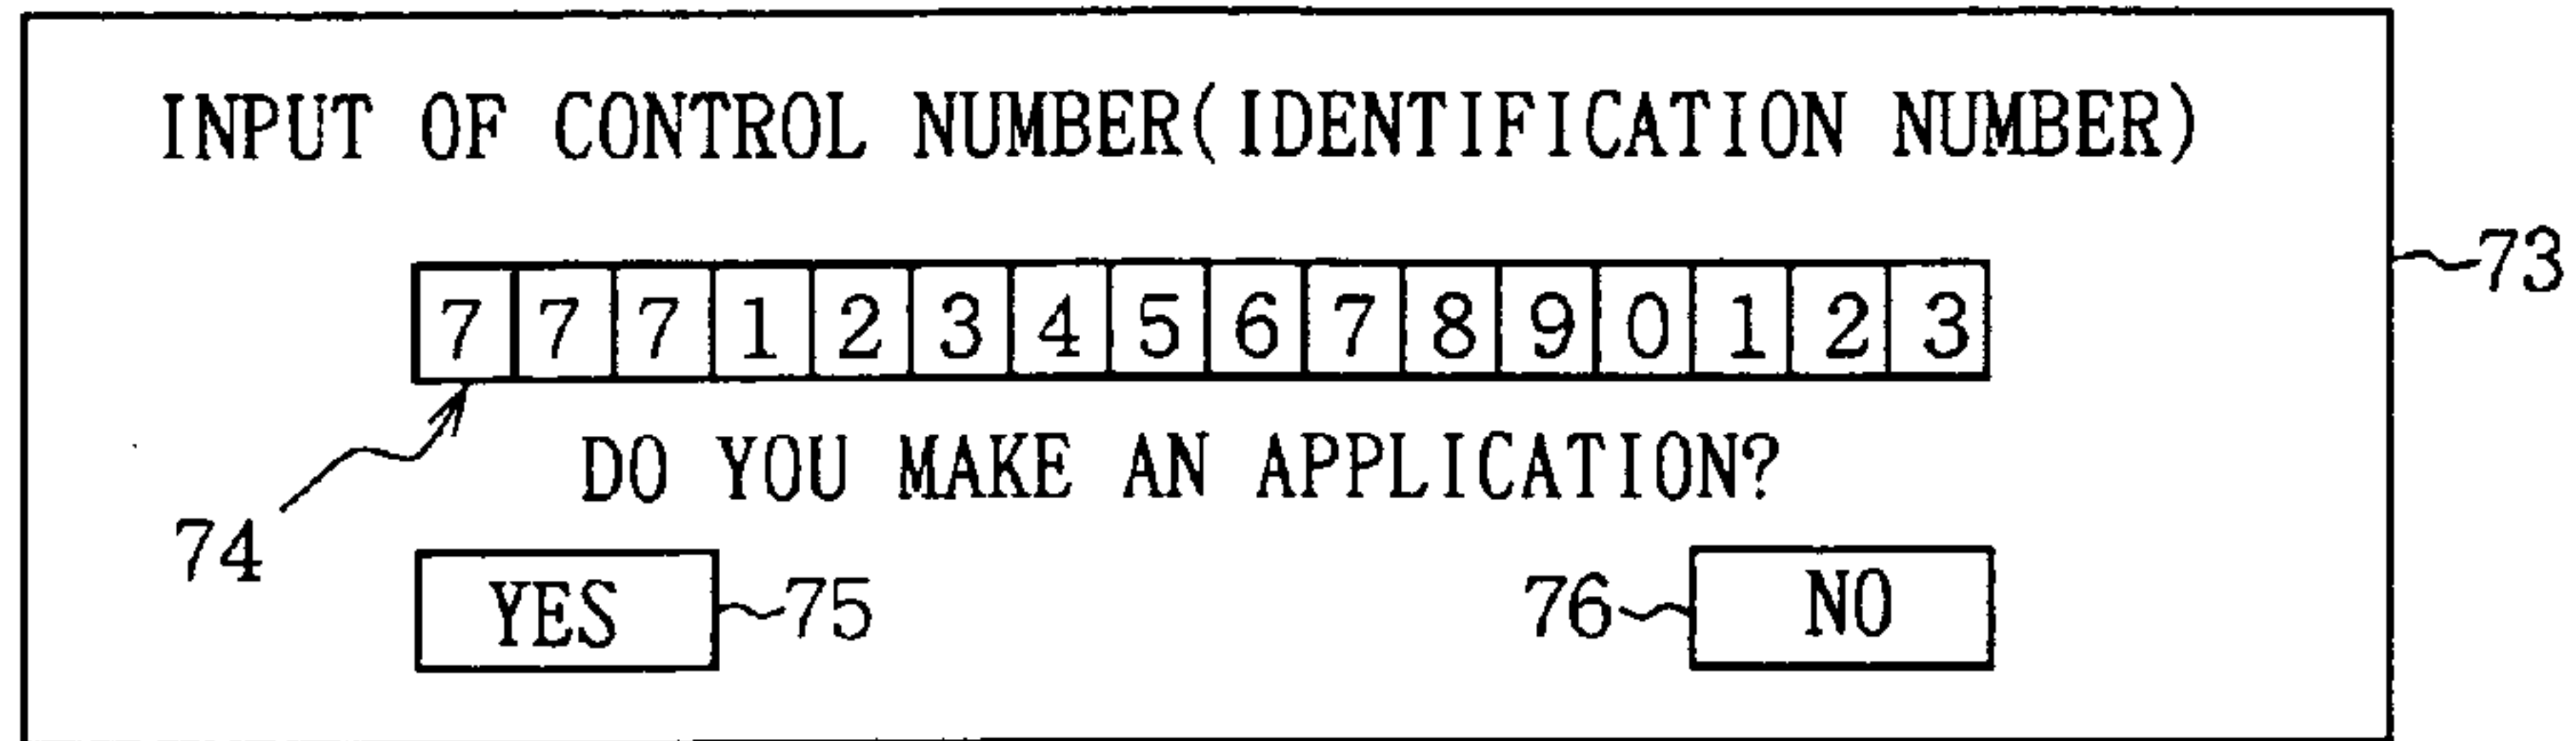 INPUT OF CONTROL NUMBER(IDENTIFICATION NUMBER)
73
7 7 7 1 2 3 4 5 6 7 8 9 0 1 2 3
DO YOU MAKE AN APPLICATION?
74
YES 75 76 NO